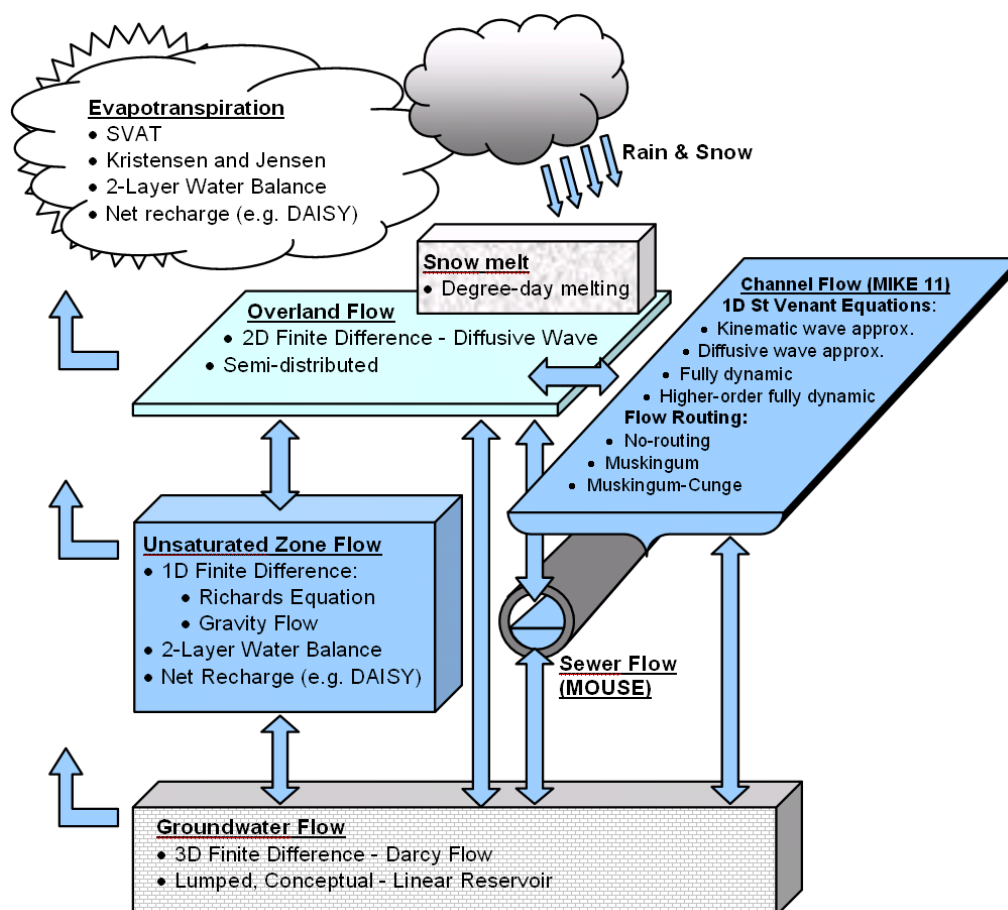 Evapotranspiration
• SVAT
• Kristensen and Jensen
• 2-Layer Water Balance
• Net recharge (e.g. DAISY)
Rain & Snow
Snow melt
• Degree-day melting
Overland Flow
• 2D Finite Difference - Diffusive Wave
• Semi-distributed
Channel Flow (MIKE 11)
1D St Venant Equations:
• Kinematic wave approx.
• Diffusive wave approx.
• Fully dynamic
• Higher-order fully dynamic
Flow Routing:
• No-routing
• Muskingum
• Muskingum-Cunge
Unsaturated Zone Flow
• 1D Finite Difference:
• Richards Equation
• Gravity Flow
• 2-Layer Water Balance
• Net Recharge (e.g. DAISY)
Sewer Flow
(MOUSE)
Groundwater Flow
• 3D Finite Difference - Darcy Flow
• Lumped, Conceptual - Linear Reservoir